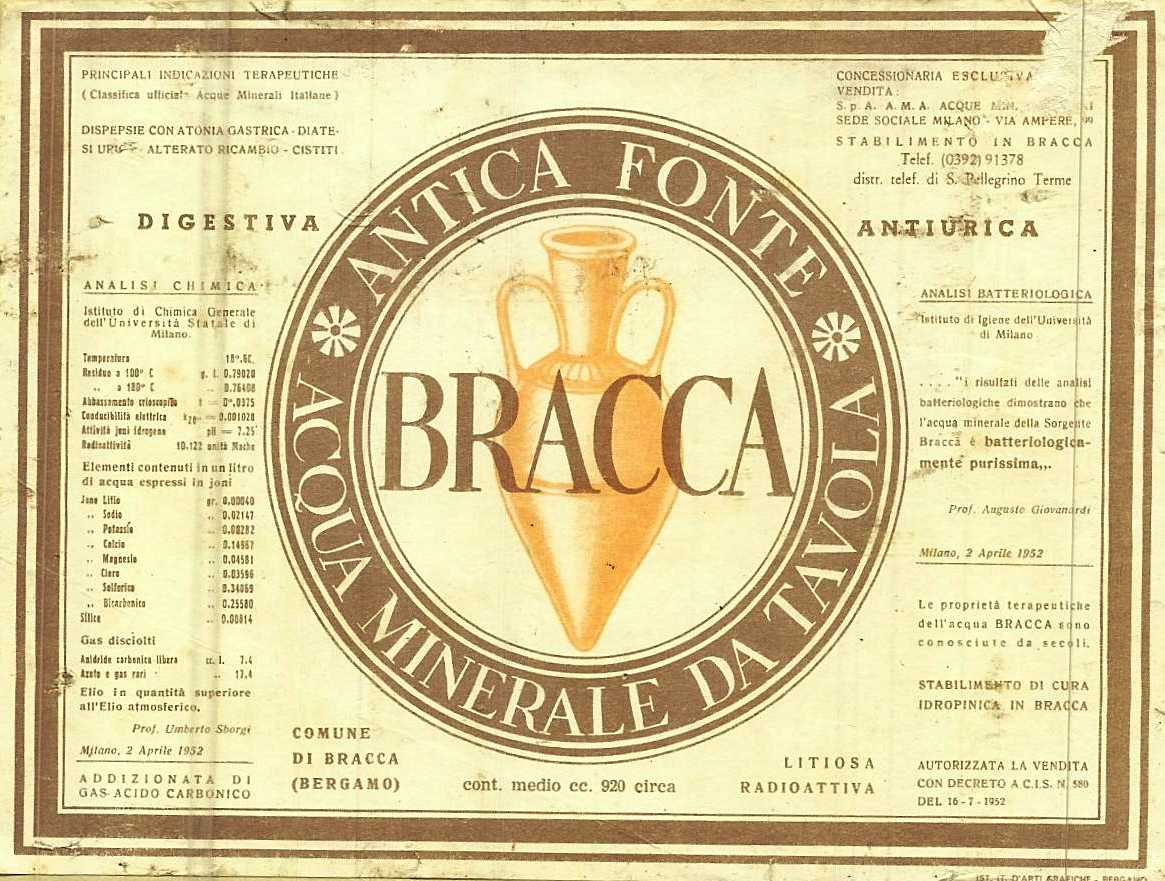 PRINCIPALI INDICAZIONI TERAPEUTICHE
(Classifica ufficiale Acque Minerali Italiane)
DISPEPSIE CON ATONIA GASTRICA - DIATE-
SI - ALTERATO RICAMBIO - CISTITI
DIGESTIVA
ANALISI CHIMICA
Istituto di Chimica Generale
dell'Università Statale di
Milano.
Temperatura 18°.6C.
Residuo a 100° C g. l. 0.79020
,, a 180° C .. 0.76408
Abbassamento crioscopico t = 0°.0375
Conducibilità elettrica k20° = 0.001028
Attività joni idrogeno pH = 7.25
Radioattività 10.122 unità Mache
Elementi contenuti in un litro
di acqua espressi in joni
Jone Litio gr. 0.00040
,, Sodio .. 0.02147
,, Potassio .. 0.00282
,, Calcio .. 0.14667
,, Magnesio .. 0.04581
,, Cloro .. 0.03596
,, Solforico .. 0.34069
,, Bicarbonico .. 0.25580
Silice .. 0.00814
Gas disciolti
Anidride carbonica libera cc. l. 7.4
Azoto e gas rari .. 17.4
Elio in quantità superiore
all'Elio atmosferico.
Prof. Umberto Sborgi
Milano, 2 Aprile 1952
ADDIZIONATA DI
GAS ACIDO CARBONICO
ANTICA FONTE
BRACCA
ACQUA MINERALE DA TAVOLA
COMUNE
DI BRACCA
(BERGAMO)
cont. medio cc. 920 circa
LITIOSA
RADIOATTIVA
CONCESSIONARIA ESCLUSIVA
VENDITA:
S.p.A. A.M.A. ACQUE MIN.
SEDE SOCIALE MILANO - VIA AMPERE, 99
STABILIMENTO IN BRACCA
Telef. (0392) 91378
distr. telef. di S. Pellegrino Terme
ANTIURICA
ANALISI BATTERIOLOGICA
Istituto di Igiene dell'Università
di Milano
...."i risultati delle analisi
batteriologiche dimostrano che
l'acqua minerale della Sorgente
Bracca è batteriologica-
mente purissima,,.
Prof. Augusto Giovanardi
Milano, 2 Aprile 1952
Le proprietà terapeutiche
dell'acqua BRACCA sono
conosciute da secoli.
STABILIMENTO DI CURA
IDROPINICA IN BRACCA
AUTORIZZATA LA VENDITA
CON DECRETO A.C.I.S. N. 580
DEL 16-7-1952
IST. IT. D'ARTI GRAFICHE - BERGAMO